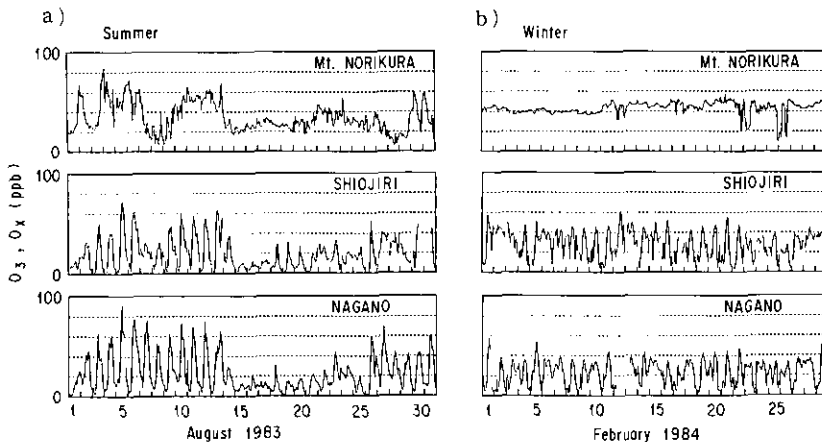 a)
Summer
b)
Winter
100
Mt. NORIKURA
0
Mt. NORIKURA
100
SHIOJIRI
0
SHIOJIRI
100
NAGANO
0
NAGANO
O3 , OX (ppb)
1 5 10 15 20 25 30
August 1983
1 5 10 15 20 25
February 1984